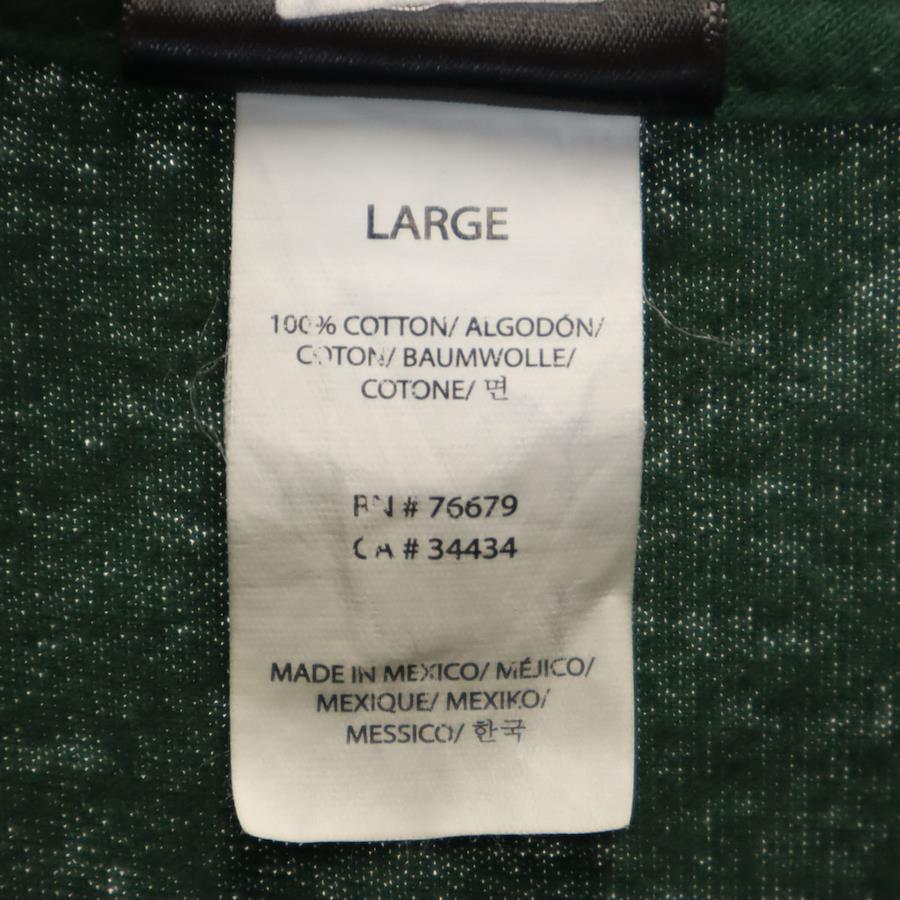 LARGE
100% COTTON/ ALGODÓN/
COTON/ BAUMWOLLE/
COTONE/ 면
RN # 76679
CA # 34434
MADE IN MEXICO/ MÉJICO/
MEXIQUE/ MEXIKO/
MESSICO/ 한국